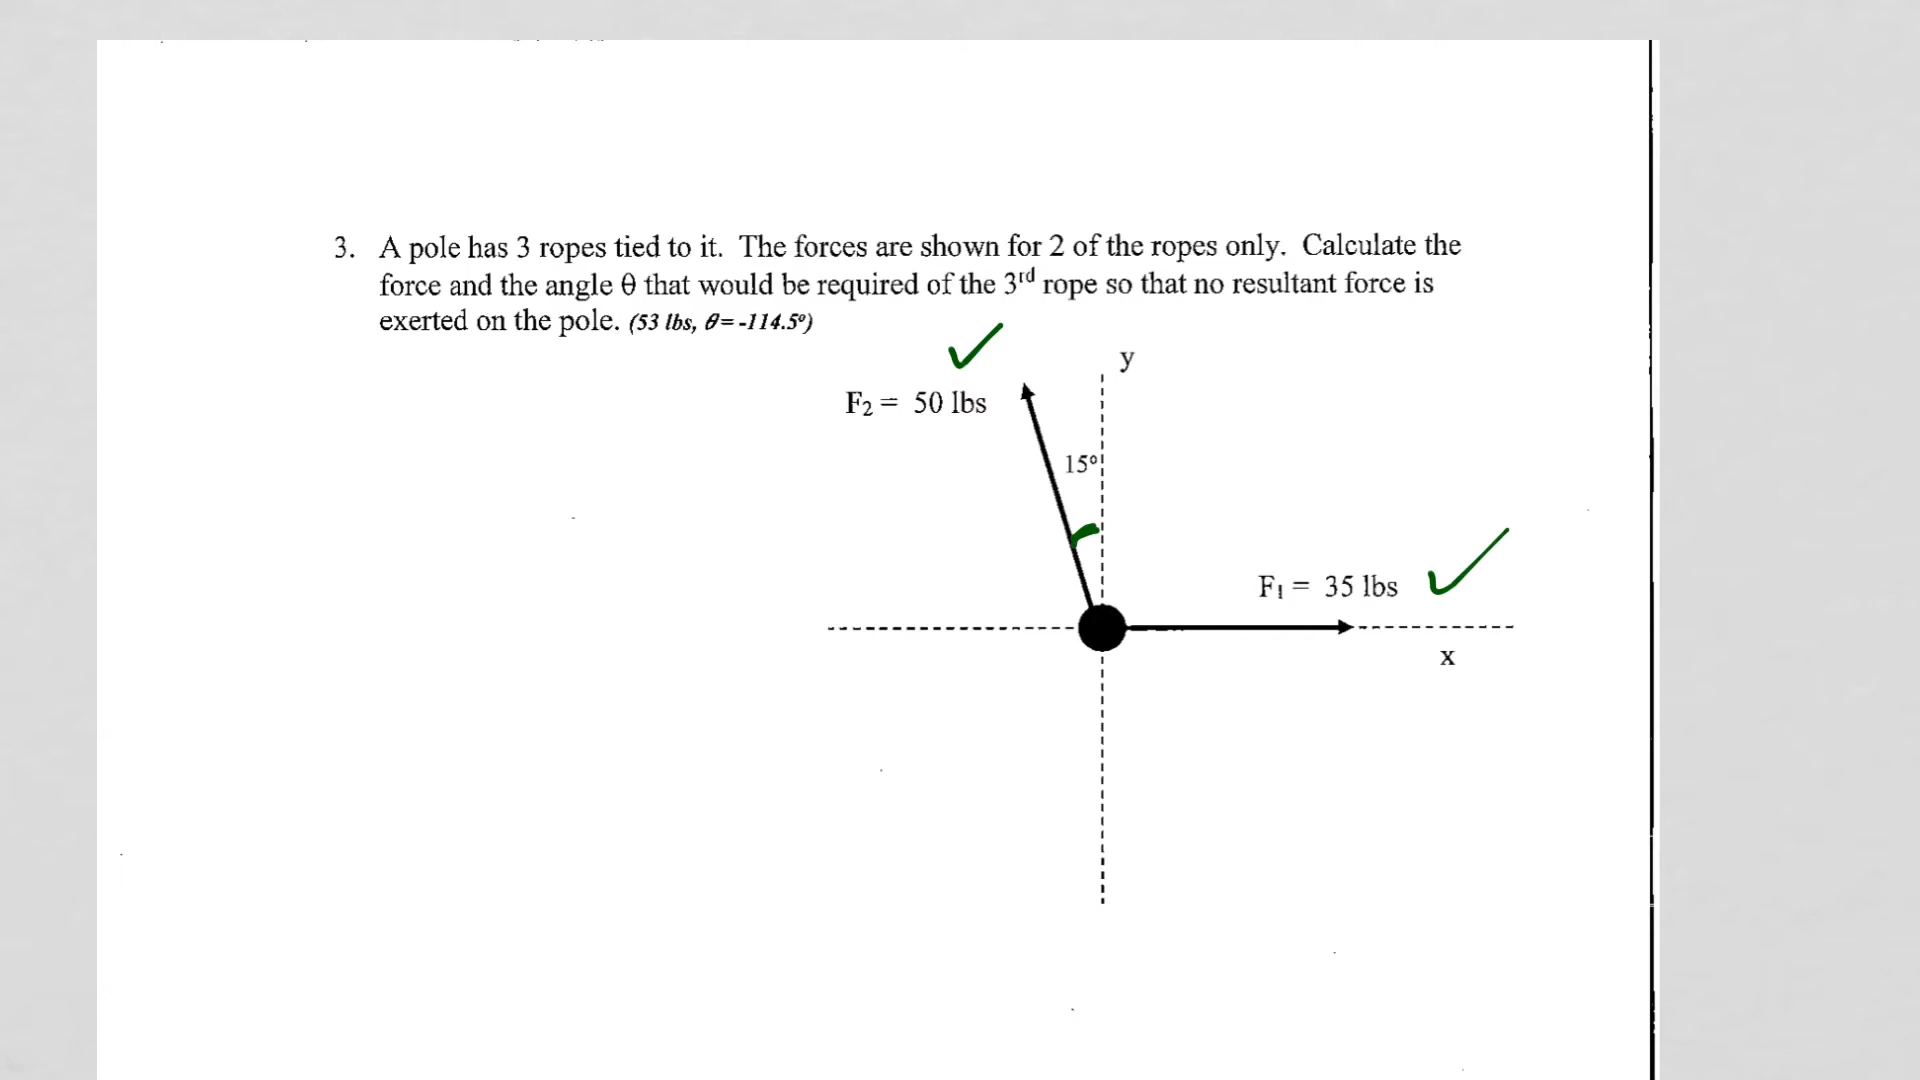 3. A pole has 3 ropes tied to it. The forces are shown for 2 of the ropes only. Calculate the
force and the angle θ that would be required of the 3rd rope so that no resultant force is
exerted on the pole. (53 lbs, θ= -114.5º)
y
F₂ = 50 lbs
15º
F₁ = 35 lbs
x